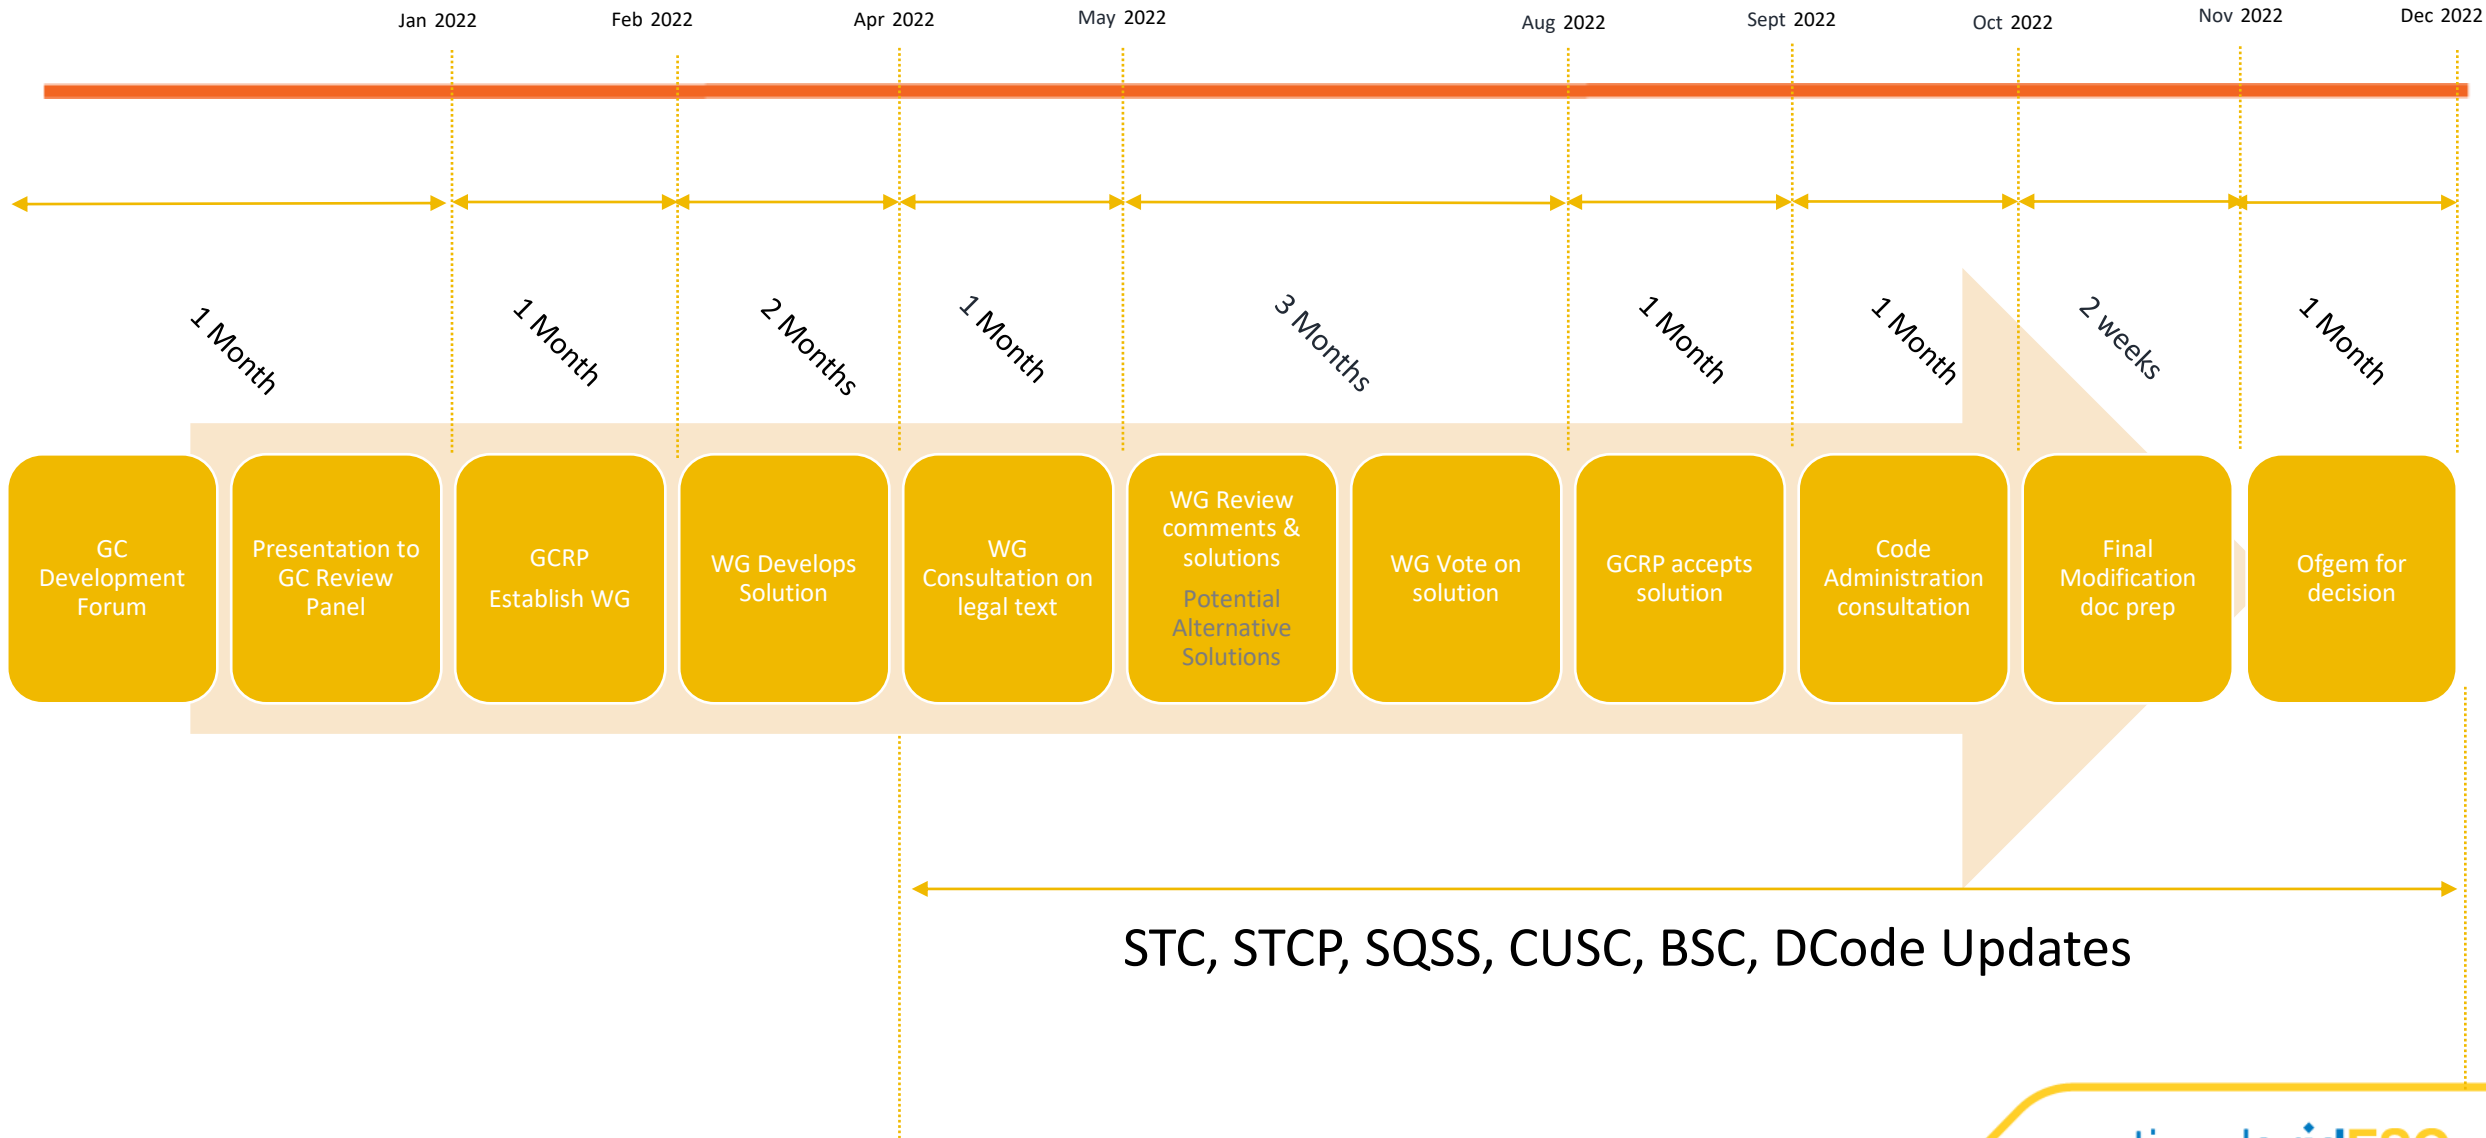 Jan 2022
Feb 2022
Apr 2022
May 2022
Aug 2022
Sept 2022
Oct 2022
Nov 2022
Dec 2022
1 Month
1 Month
2 Months
1 Month
3 Months
1 Month
1 Month
2 weeks
1 Month
GC
Development
Forum
Presentation to
GC Review
Panel
GCRP
Establish WG
WG Develops
Solution
WG
Consultation on
legal text
WG Review
comments &
solutions
Potential
Alternative
Solutions
WG Vote on
solution
GCRP accepts
solution
Code
Administration
consultation
Final
Modification
doc prep
Ofgem for
decision
STC, STCP, SQSS, CUSC, BSC, DCode Updates